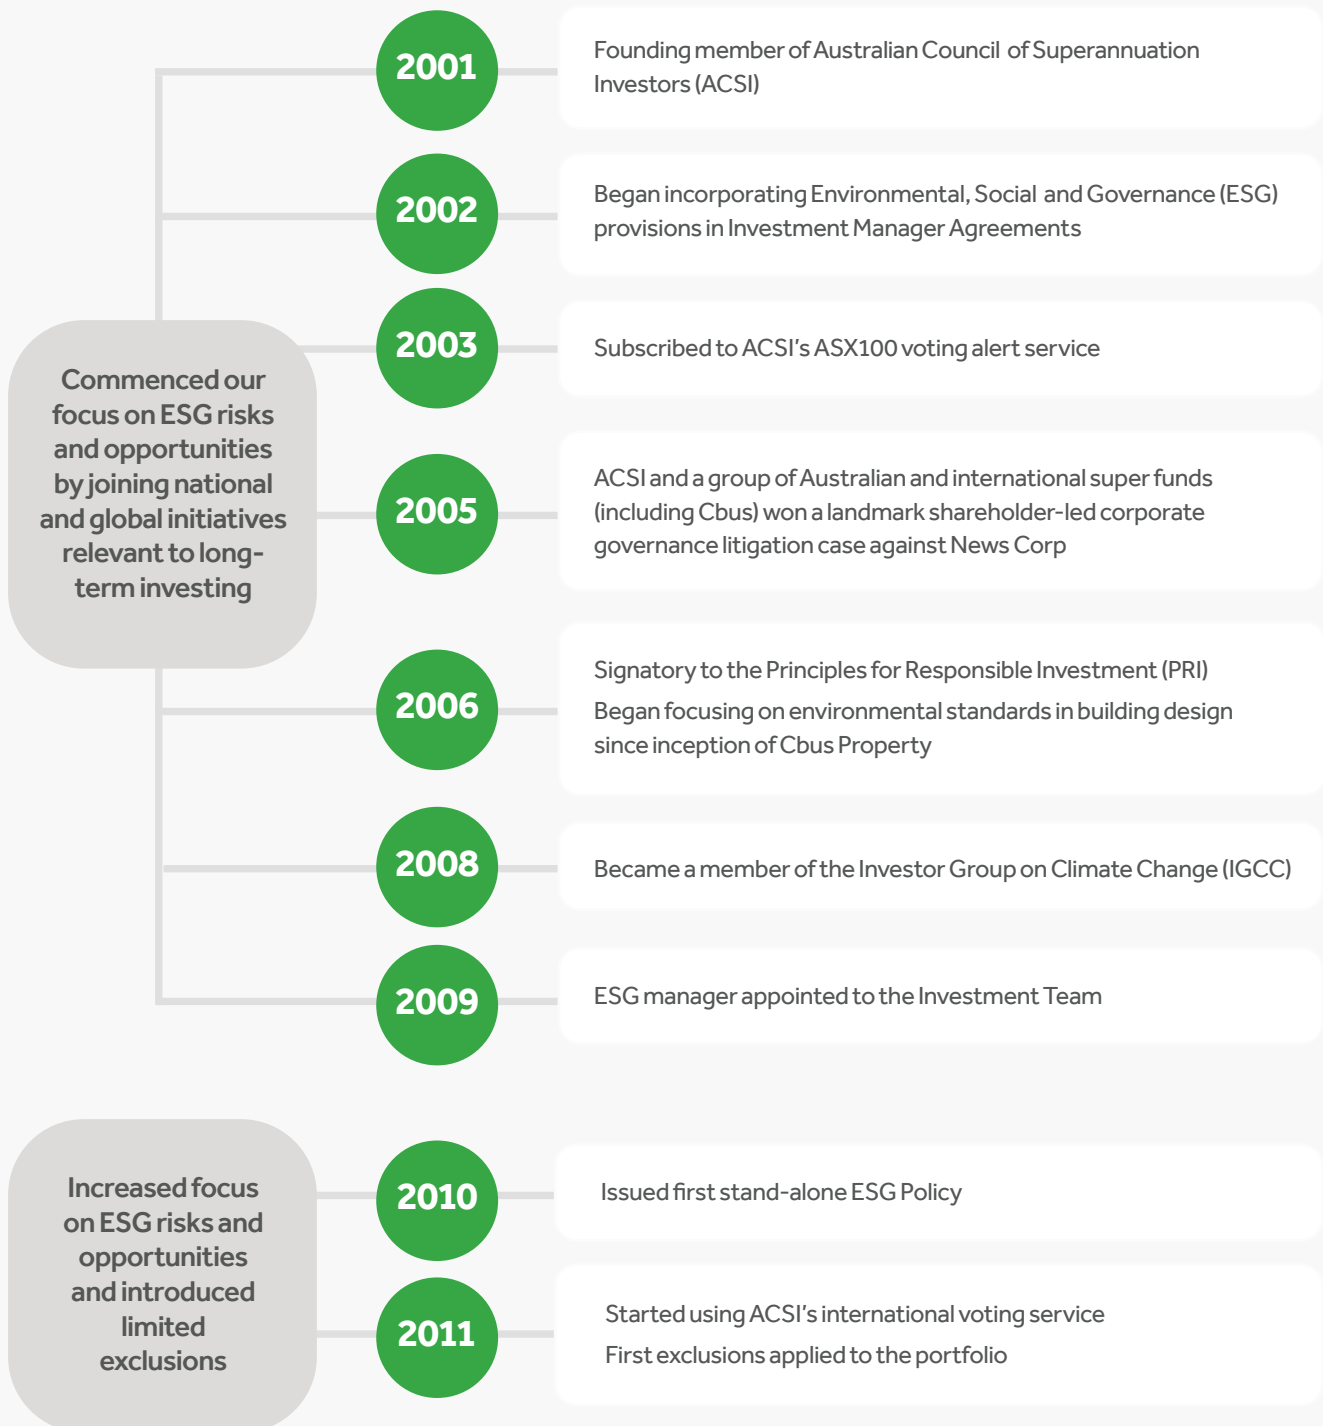 2001
Founding member of Australian Council of Superannuation
Investors (ACSI)
2002
Began incorporating Environmental, Social and Governance (ESG)
provisions in Investment Manager Agreements
2003
Subscribed to ACSI's ASX100 voting alert service
Commenced our
focus on ESG risks
and opportunities
by joining national
and global initiatives
relevant to long-
term investing
2005
ACSI and a group of Australian and international super funds
(including Cbus) won a landmark shareholder-led corporate
governance litigation case against News Corp
2006
Signatory to the Principles for Responsible Investment (PRI)
Began focusing on environmental standards in building design
since inception of Cbus Property
2008
Became a member of the Investor Group on Climate Change (IGCC)
2009
ESG manager appointed to the Investment Team
Increased focus
on ESG risks and
opportunities
and introduced
limited
exclusions
2010
Issued first stand-alone ESG Policy
2011
Started using ACSI's international voting service
First exclusions applied to the portfolio